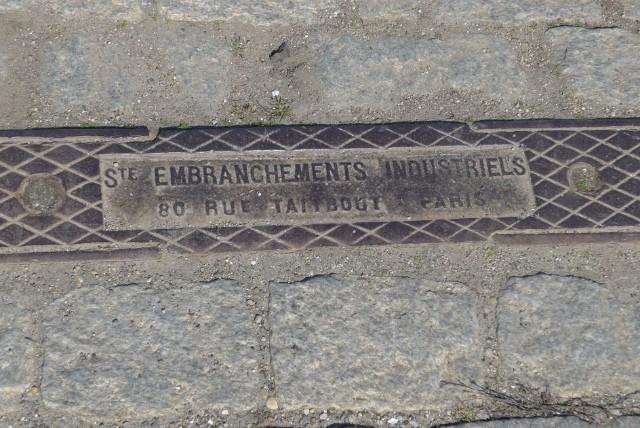 STE EMBRANCHEMENTS INDUSTRIELS
80 RUE TAITBOUT PARIS